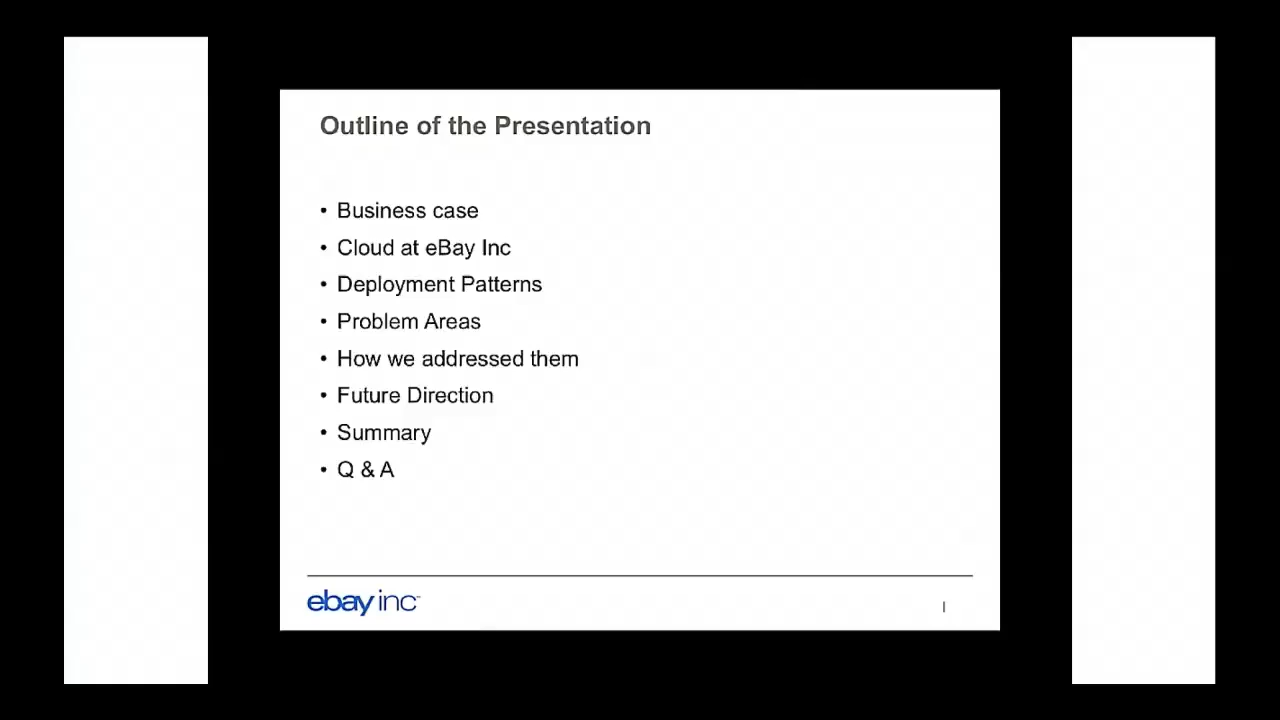 Outline of the Presentation
• Business case
• Cloud at eBay Inc
• Deployment Patterns
• Problem Areas
• How we addressed them
• Future Direction
• Summary
• Q & A
ebay inc™